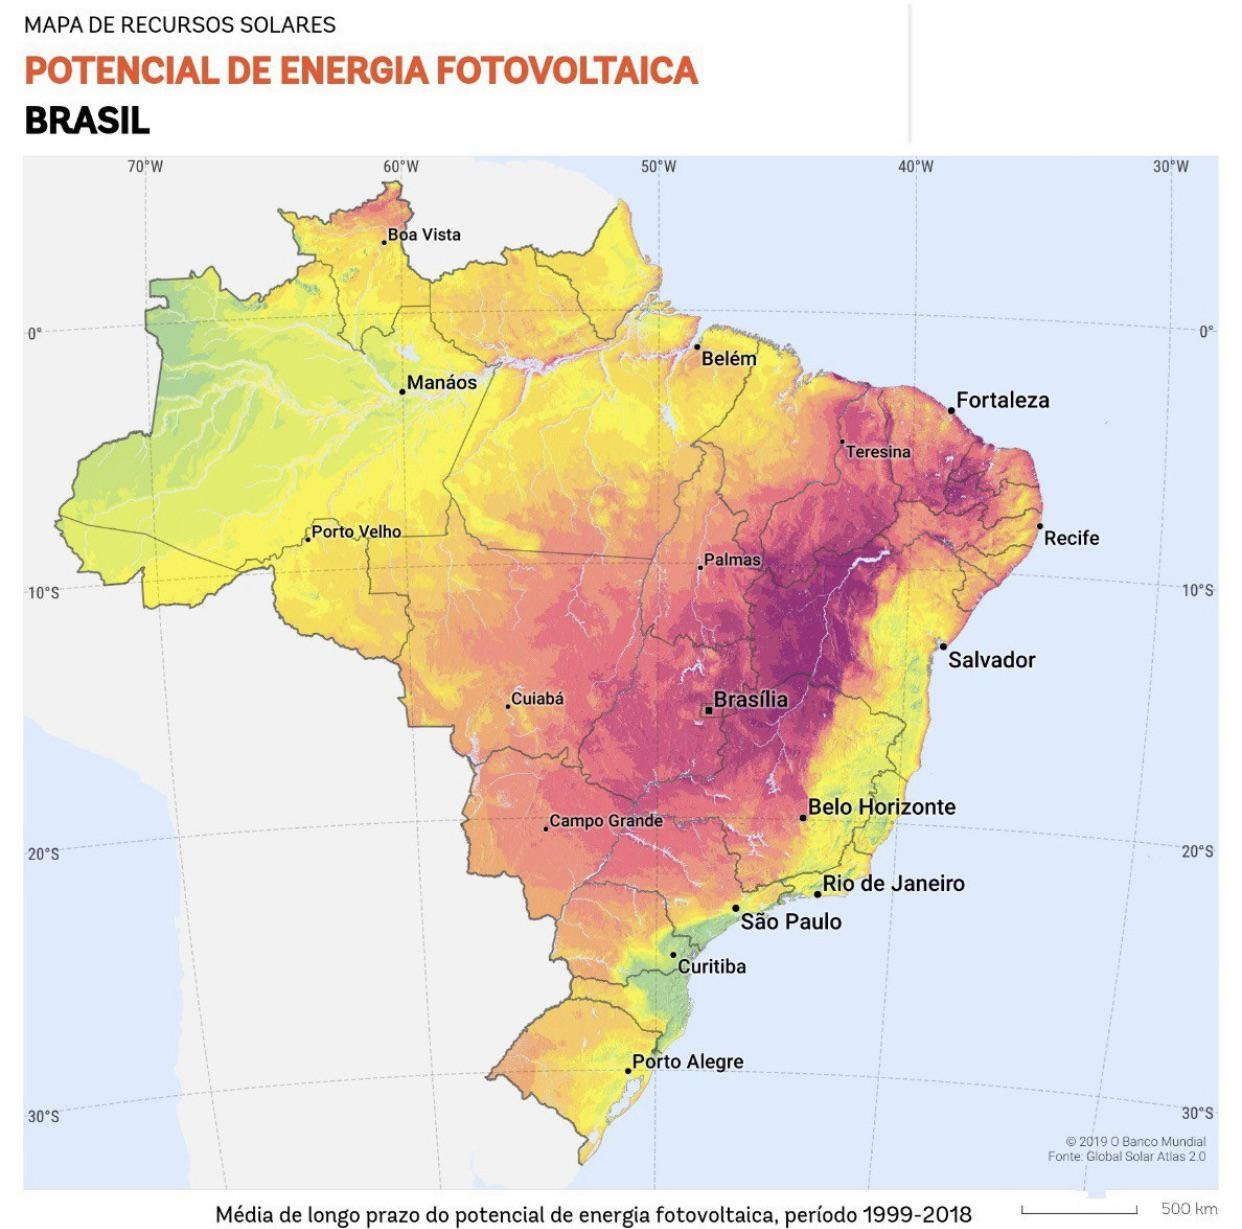 MAPA DE RECURSOS SOLARES
POTENCIAL DE ENERGIA FOTOVOLTAICA
BRASIL
70°W 60°W 50°W 40°W 30°W
Boa Vista
0° 0°
Belém
Manáos
Fortaleza
Teresina
Porto Velho
Recife
Palmas
10°S 10°S
Salvador
Cuiabá
Brasília
Belo Horizonte
Campo Grande
20°S 20°S
Rio de Janeiro
São Paulo
Curitiba
Porto Alegre
30°S 30°S
© 2019 O Banco Mundial
Fonte: Global Solar Atlas 2.0
Média de longo prazo do potencial de energia fotovoltaica, período 1999-2018
500 km